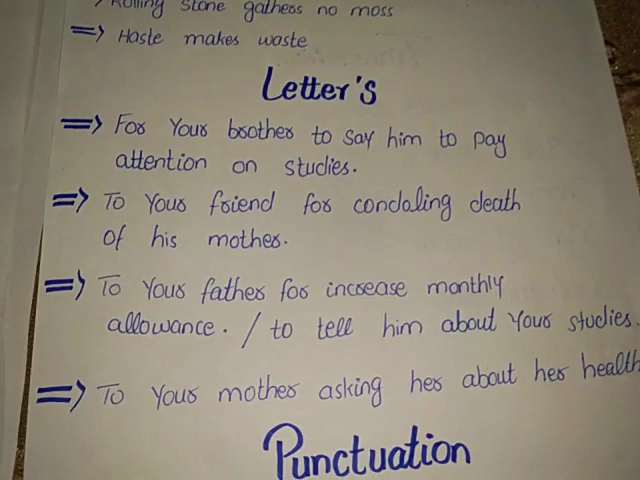 Rolling Stone gathers no moss
=> Haste makes waste
Letter's
=> For Your brother to say him to pay
attention on studies.
=> To Your friend for condaling death
Of his mother.
=> To Your father for increase monthly
allowance. / to tell him about Your studies.
=> To Your mother asking her about her health
Punctuation